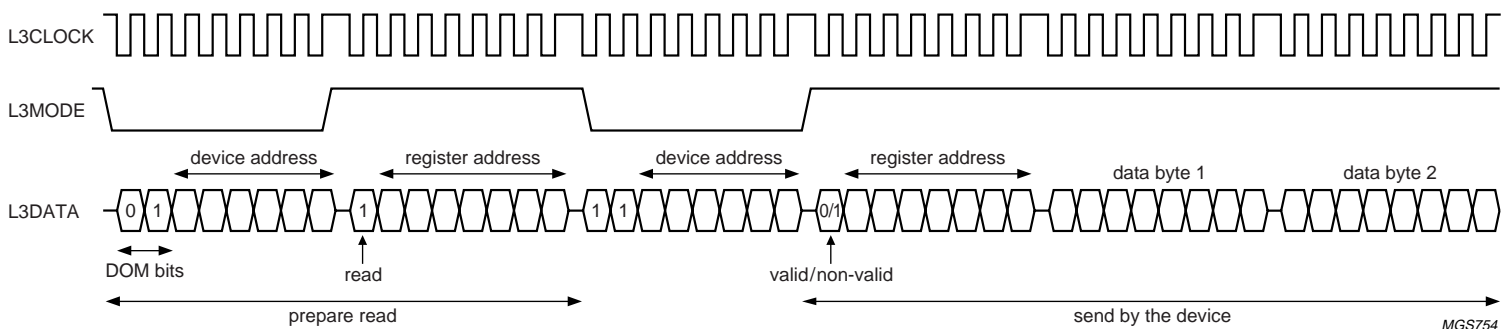 L3CLOCK
L3MODE
device address
register address
device address
register address
data byte 1
data byte 2
L3DATA
0
1
1
1
1
0/1
DOM bits
read
valid/non-valid
prepare read
send by the device
MGS754